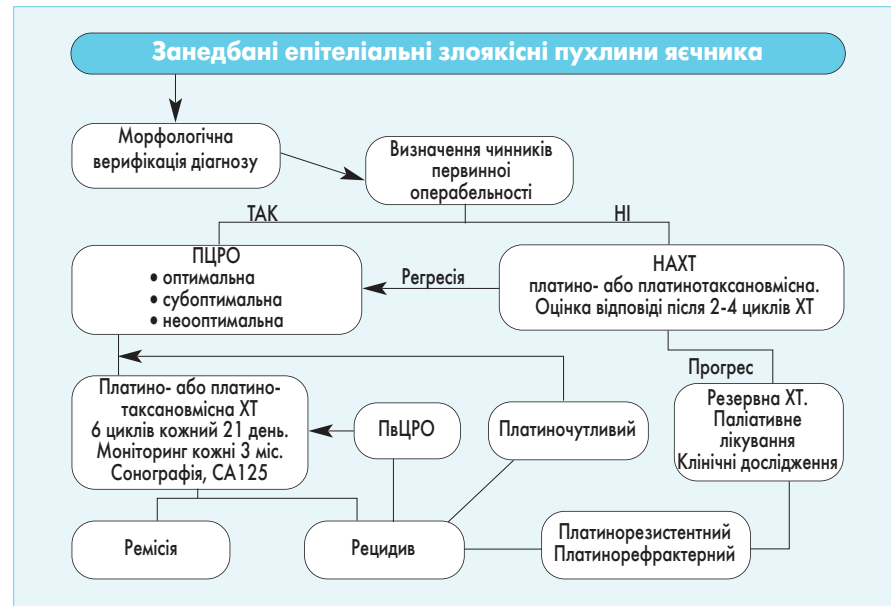 Занедбані епітеліальні злоякісні пухлини яєчника
Морфологічна
верифікація діагнозу
Визначення чинників
первинної
операбельності
ТАК
НІ
ПЦРО
• оптимальна
• субоптимальна
• неооптимальна
Регресія
НАХТ
платино- або платинотаксановмісна.
Оцінка відповіді після 2-4 циклів ХТ
Прогрес
Платино- або платино-
таксановмісна ХТ
6 циклів кожний 21 день.
Моніторинг кожні 3 міс.
Сонографія, СА125
ПвЦРО
Платиночутливий
Резервна ХТ.
Паліативне
лікування
Клінічні дослідження
Ремісія
Рецидив
Платинорезистентний
Платинорефрактерний